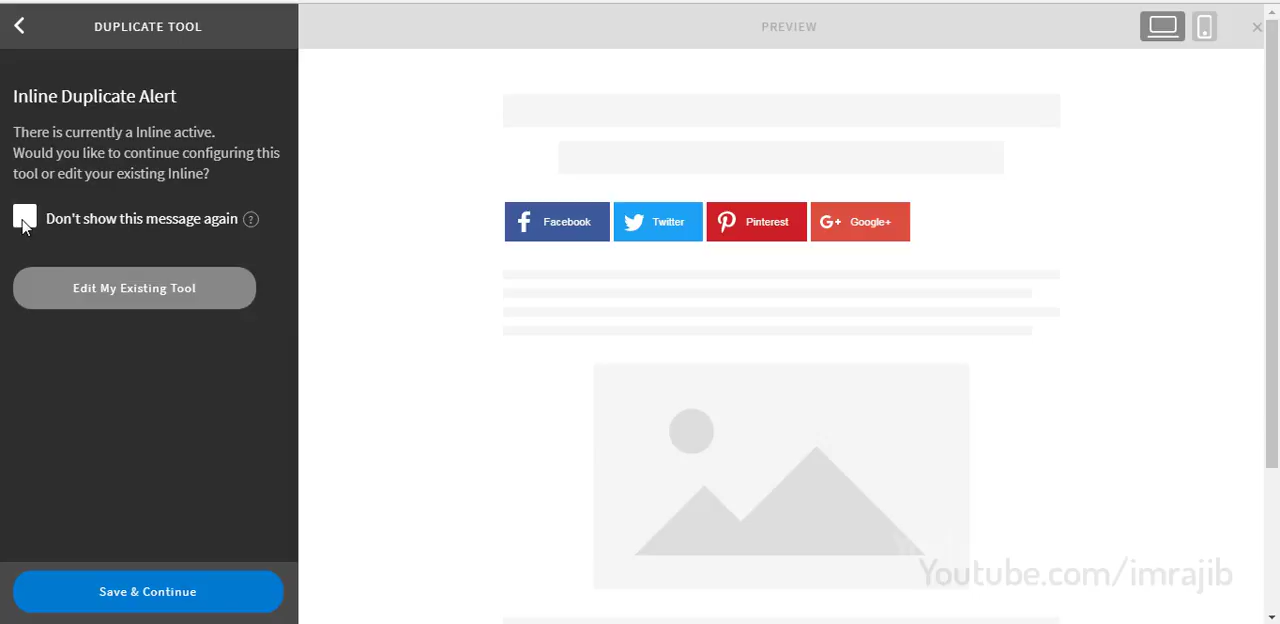 DUPLICATE TOOL
PREVIEW
Inline Duplicate Alert
There is currently a Inline active.
Would you like to continue configuring this
tool or edit your existing Inline?
Don't show this message again ?
Edit My Existing Tool
Save & Continue
Facebook
Twitter
Pinterest
G+ Google+
Youtube.com/imrajib